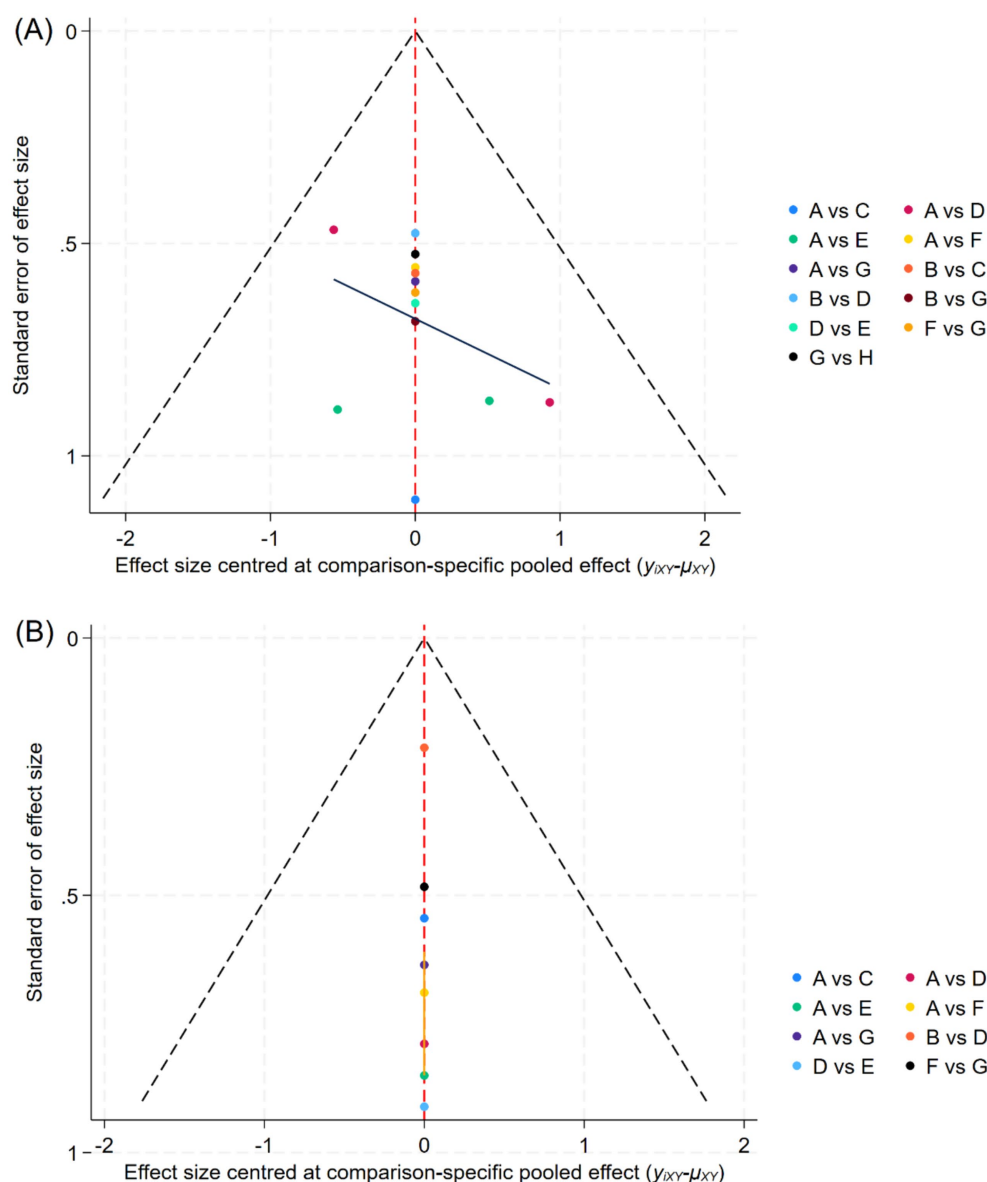 (A)
0
.5
1
Standard error of effect size
-2
-1
0
1
2
Effect size centred at comparison-specific pooled effect (yiXY-μXY)
A vs C
A vs D
A vs E
A vs F
A vs G
B vs C
B vs D
B vs G
D vs E
F vs G
G vs H
(B)
0
.5
1
Standard error of effect size
-2
-1
0
1
2
Effect size centred at comparison-specific pooled effect (yiXY-μXY)
A vs C
A vs D
A vs E
A vs F
A vs G
B vs D
D vs E
F vs G